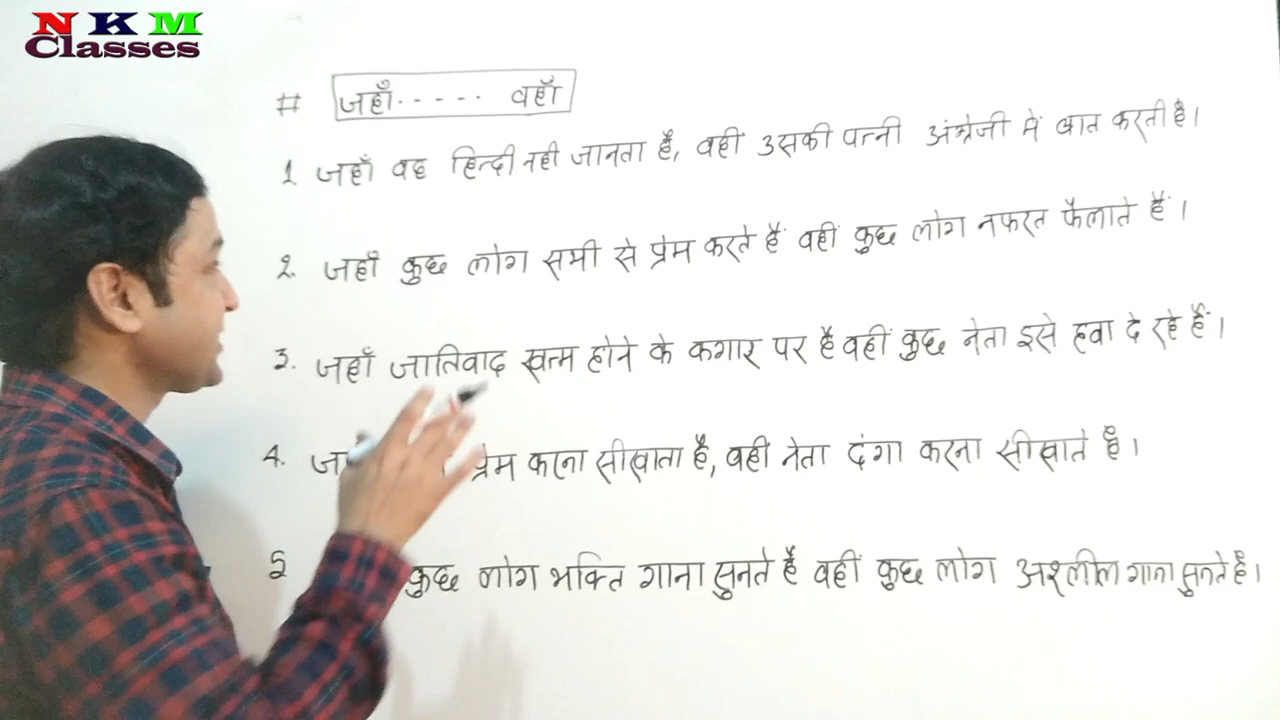 NKM
Classes
# जहाँ..... वहाँ
1. जहाँ वह हिन्दी नही जानता है, वहीं उसकी पत्नी अंग्रेजी में बात करती है।
2. जहाँ कुछ लोग सभी से प्रेम करते हैं वहीं कुछ लोग नफरत फैलाते हैं।
3. जहाँ जातिवाद खत्म होने के कगार पर है वहीं कुछ नेता इसे हवा दे रहे हैं।
4. प्रेम करना सीखाता है, वहीं नेता दंगा करना सीखाते है।
5 कुछ लोग भक्ति गाना सुनते हैं वहीं कुछ लोग अश्लील गाना सुनते है।